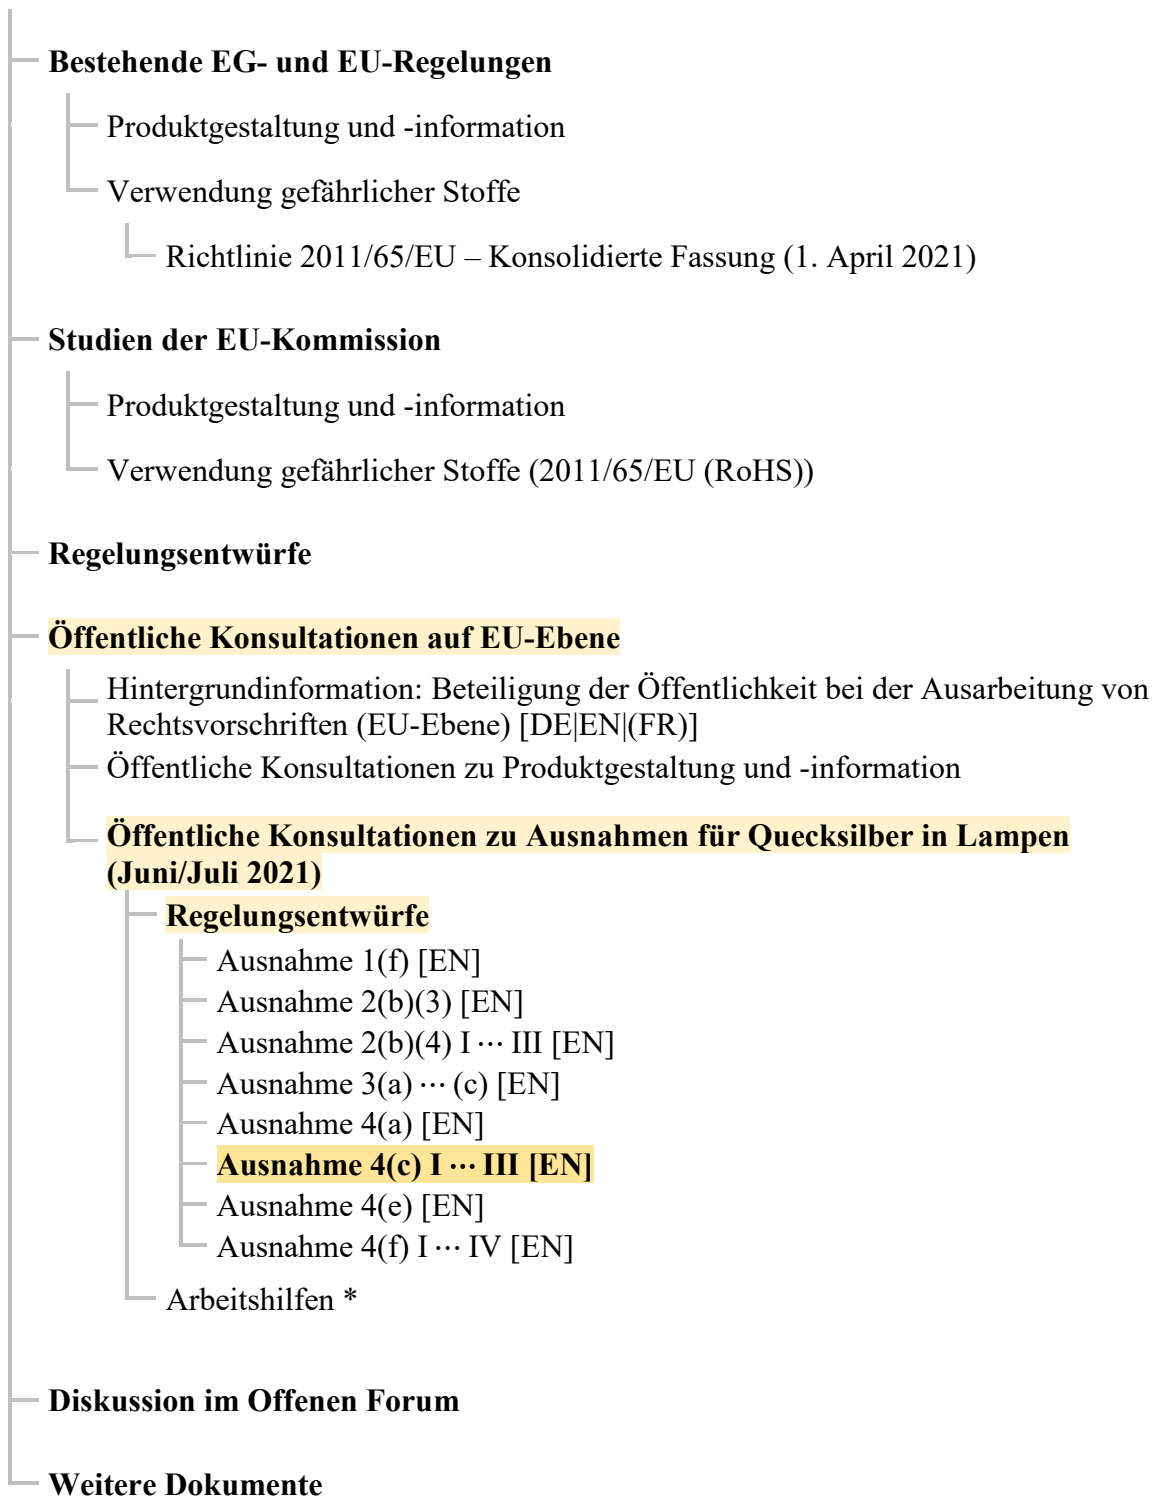 Bestehende EG- und EU-Regelungen
Produktgestaltung und -information
Verwendung gefährlicher Stoffe
Richtlinie 2011/65/EU – Konsolidierte Fassung (1. April 2021)
Studien der EU-Kommission
Produktgestaltung und -information
Verwendung gefährlicher Stoffe (2011/65/EU (RoHS))
Regelungsentwürfe
Öffentliche Konsultationen auf EU-Ebene
Hintergrundinformation: Beteiligung der Öffentlichkeit bei der Ausarbeitung von
Rechtsvorschriften (EU-Ebene) [DE|EN|(FR)]
Öffentliche Konsultationen zu Produktgestaltung und -information
Öffentliche Konsultationen zu Ausnahmen für Quecksilber in Lampen
(Juni/Juli 2021)
Regelungsentwürfe
Ausnahme 1(f) [EN]
Ausnahme 2(b)(3) [EN]
Ausnahme 2(b)(4) I ··· III [EN]
Ausnahme 3(a) ··· (c) [EN]
Ausnahme 4(a) [EN]
Ausnahme 4(c) I ··· III [EN]
Ausnahme 4(e) [EN]
Ausnahme 4(f) I ··· IV [EN]
Arbeitshilfen *
Diskussion im Offenen Forum
Weitere Dokumente